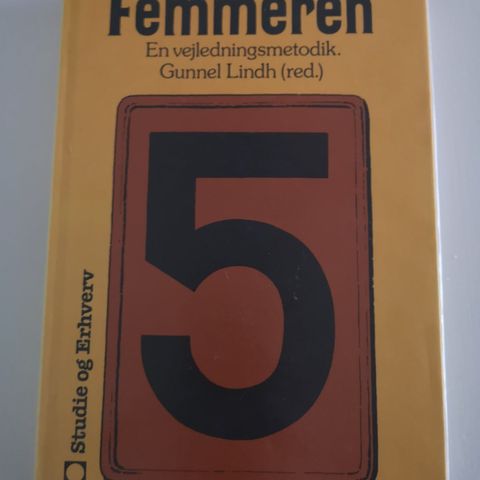 Femmeren
En vejledningsmetodik.
Gunnel Lindh (red.)
5
Studie og Erhverv